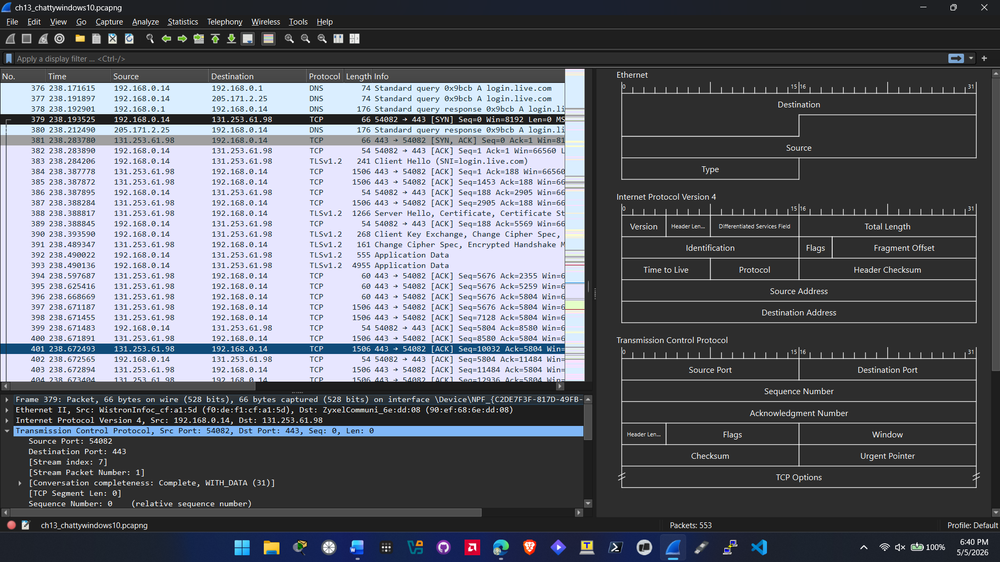 ch13_chattywindows10.pcapng
File Edit View Go Capture Analyze Statistics Telephony Wireless Tools Help
Apply a display filter ... <Ctrl-/>
No. Time Source Destination Protocol Length Info
376 238.171615 192.168.0.14 192.168.0.1 DNS 74 Standard query 0x9bcb A login.live.com
377 238.191897 192.168.0.14 205.171.2.25 DNS 74 Standard query 0x9bcb A login.live.com
378 238.192901 192.168.0.1 192.168.0.14 DNS 176 Standard query response 0x9bcb A login.li
379 238.193525 192.168.0.14 131.253.61.98 TCP 66 54082 → 443 [SYN] Seq=0 Win=8192 Len=0 MS
380 238.212490 205.171.2.25 192.168.0.14 DNS 176 Standard query response 0x9bcb A login.li
381 238.283780 131.253.61.98 192.168.0.14 TCP 66 443 → 54082 [SYN, ACK] Seq=0 Ack=1 Win=81
382 238.283890 192.168.0.14 131.253.61.98 TCP 54 54082 → 443 [ACK] Seq=1 Ack=1 Win=66560 L
383 238.284206 192.168.0.14 131.253.61.98 TLSv1.2 241 Client Hello (SNI=login.live.com)
384 238.387778 131.253.61.98 192.168.0.14 TCP 1506 443 → 54082 [ACK] Seq=1 Ack=188 Win=66560
385 238.387872 131.253.61.98 192.168.0.14 TCP 1506 443 → 54082 [ACK] Seq=1453 Ack=188 Win=66
386 238.387895 192.168.0.14 131.253.61.98 TCP 54 54082 → 443 [ACK] Seq=188 Ack=2905 Win=66
387 238.388284 131.253.61.98 192.168.0.14 TCP 1506 443 → 54082 [ACK] Seq=2905 Ack=188 Win=66
388 238.388817 131.253.61.98 192.168.0.14 TLSv1.2 1266 Server Hello, Certificate, Certificate St
389 238.388845 192.168.0.14 131.253.61.98 TCP 54 54082 → 443 [ACK] Seq=188 Ack=5569 Win=66
390 238.393590 192.168.0.14 131.253.61.98 TLSv1.2 268 Client Key Exchange, Change Cipher Spec,
391 238.489347 131.253.61.98 192.168.0.14 TLSv1.2 161 Change Cipher Spec, Encrypted Handshake M
392 238.490022 192.168.0.14 131.253.61.98 TLSv1.2 555 Application Data
393 238.490136 192.168.0.14 131.253.61.98 TLSv1.2 4955 Application Data
394 238.597687 131.253.61.98 192.168.0.14 TCP 60 443 → 54082 [ACK] Seq=5676 Ack=2355 Win=6
395 238.625416 131.253.61.98 192.168.0.14 TCP 60 443 → 54082 [ACK] Seq=5676 Ack=5259 Win=6
396 238.668669 131.253.61.98 192.168.0.14 TCP 60 443 → 54082 [ACK] Seq=5676 Ack=5804 Win=6
397 238.671187 131.253.61.98 192.168.0.14 TCP 1506 443 → 54082 [ACK] Seq=5676 Ack=5804 Win=6
398 238.671455 131.253.61.98 192.168.0.14 TCP 1506 443 → 54082 [ACK] Seq=7128 Ack=5804 Win=6
399 238.671483 192.168.0.14 131.253.61.98 TCP 54 54082 → 443 [ACK] Seq=5804 Ack=8580 Win=6
400 238.671891 131.253.61.98 192.168.0.14 TCP 1506 443 → 54082 [ACK] Seq=8580 Ack=5804 Win=6
401 238.672493 131.253.61.98 192.168.0.14 TCP 1506 443 → 54082 [ACK] Seq=10032 Ack=5804 Win=
402 238.672565 192.168.0.14 131.253.61.98 TCP 54 54082 → 443 [ACK] Seq=5804 Ack=11484 Win=
403 238.672894 131.253.61.98 192.168.0.14 TCP 1506 443 → 54082 [ACK] Seq=11484 Ack=5804 Win=
404 238.673404 131.253.61.98 192.168.0.14 TCP 1506 443 → 54082 [ACK] Seq=12936 Ack=5804 Win=
Frame 379: Packet, 66 bytes on wire (528 bits), 66 bytes captured (528 bits) on interface \Device\NPF_{C2DE7F3F-817D-49FB-
Ethernet II, Src: WistronInfoc_cf:a1:5d (f0:de:f1:cf:a1:5d), Dst: ZyxelCommuni_6e:dd:08 (90:ef:68:6e:dd:08)
Internet Protocol Version 4, Src: 192.168.0.14, Dst: 131.253.61.98
Transmission Control Protocol, Src Port: 54082, Dst Port: 443, Seq: 0, Len: 0
Source Port: 54082
Destination Port: 443
[Stream index: 7]
[Stream Packet Number: 1]
[Conversation completeness: Complete, WITH_DATA (31)]
[TCP Segment Len: 0]
Sequence Number: 0 (relative sequence number)
Ethernet
0 15 16 31
Destination
Source
Type
Internet Protocol Version 4
0 15 16 31
Version Header Len... Differentiated Services Field Total Length
Identification Flags Fragment Offset
Time to Live Protocol Header Checksum
Source Address
Destination Address
Transmission Control Protocol
0 15 16 31
Source Port Destination Port
Sequence Number
Acknowledgment Number
Header Len... Flags Window
Checksum Urgent Pointer
TCP Options
ch13_chattywindows10.pcapng Packets: 553 Profile: Default
100%
6:40 PM
5/5/2026